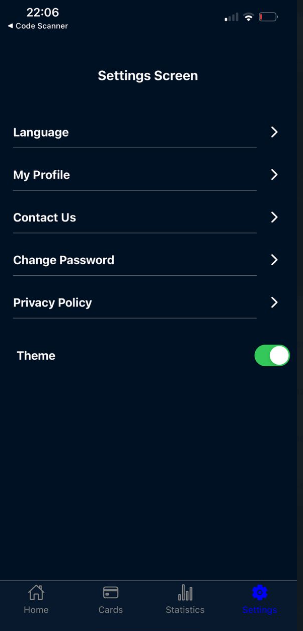 22:06
◀ Code Scanner
Settings Screen
Language
My Profile
Contact Us
Change Password
Privacy Policy
Theme
Home Cards Statistics Settings